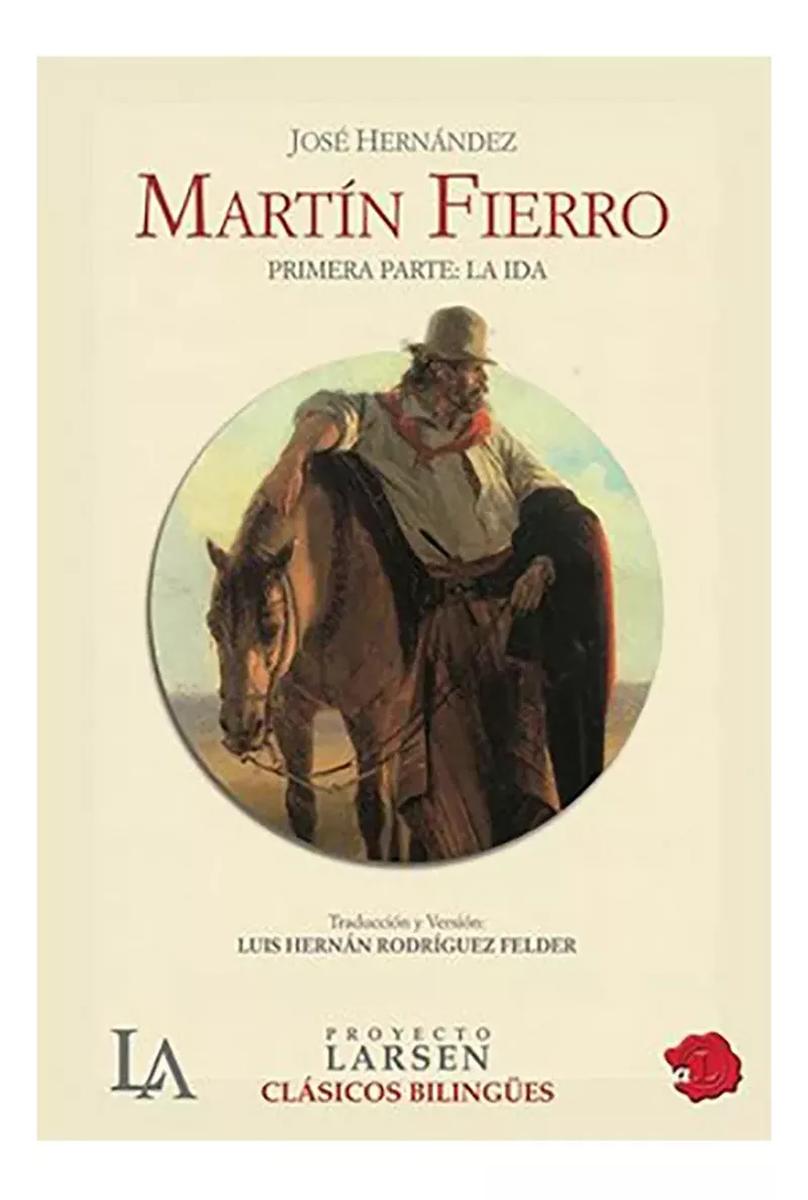 JOSÉ HERNÁNDEZ
MARTÍN FIERRO
PRIMERA PARTE: LA IDA
Traducción y Versión:
LUIS HERNÁN RODRÍGUEZ FELDER
LA
PROYECTO
LARSEN
CLÁSICOS BILINGÜES
aL